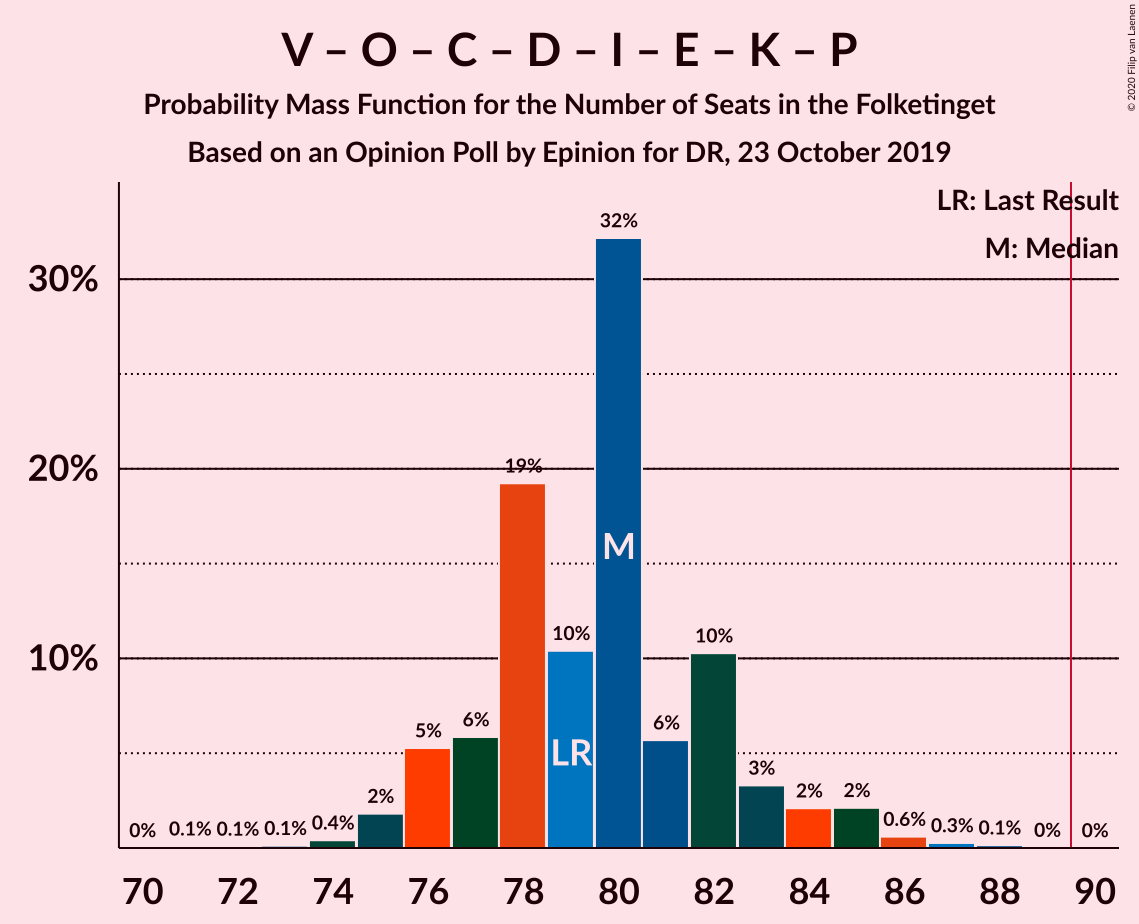 V – O – C – D – I – E – K – P
Probability Mass Function for the Number of Seats in the Folketinget
Based on an Opinion Poll by Epinion for DR, 23 October 2019
© 2020 Filip van Laenen
LR: Last Result
M: Median
30%
20%
10%
0%
0.1%
0.1%
0.1%
0.4%
2%
5%
6%
19%
10%
32%
6%
10%
3%
2%
2%
0.6%
0.3%
0.1%
0%
0%
LR
M
70 72 74 76 78 80 82 84 86 88 90